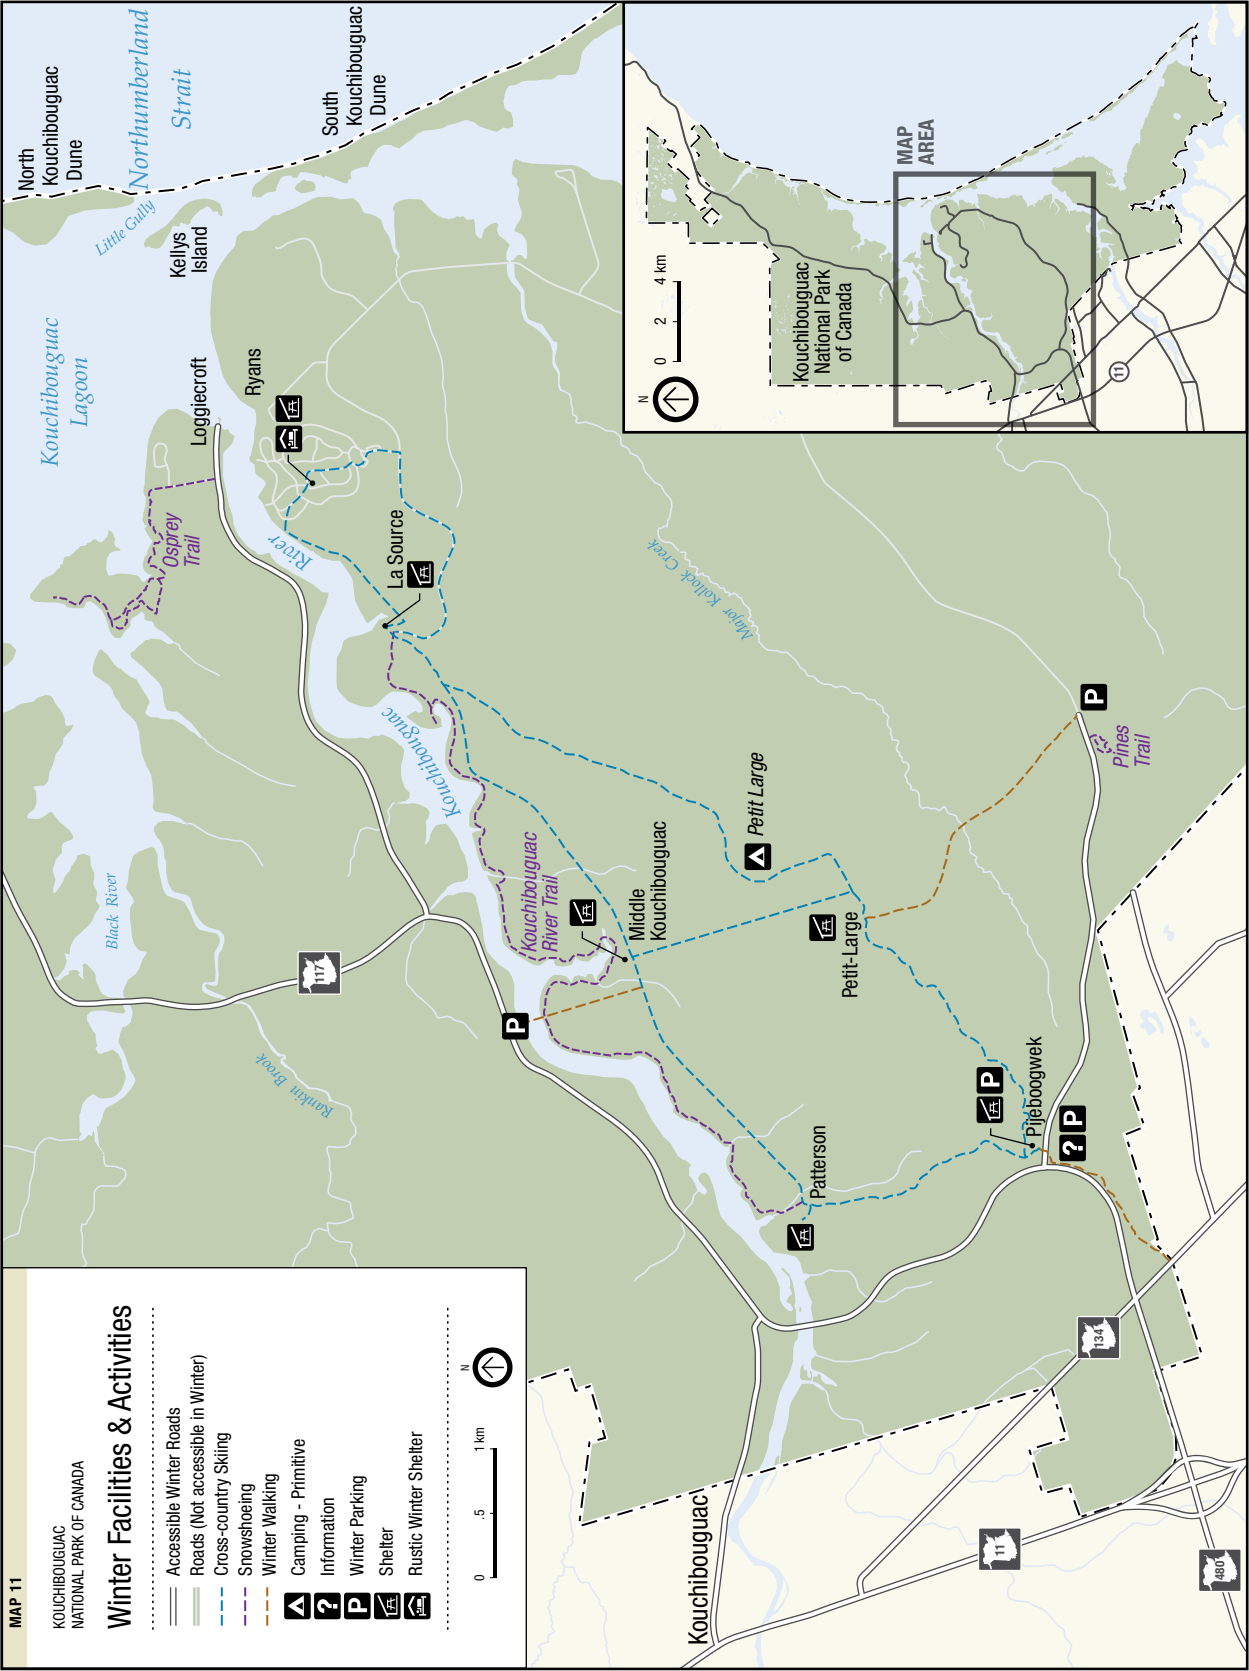 MAP 11
KOUCHIBOUGUAC
NATIONAL PARK OF CANADA
Winter Facilities & Activities
Accessible Winter Roads
Roads (Not accessible in Winter)
Cross-country Skiing
Snowshoeing
Winter Walking
Camping - Primitive
? Information
P Winter Parking
Shelter
Rustic Winter Shelter
0 .5 1 km
N
North
Kouchibouguac
Dune
Northumberland
Strait
South
Kouchibouguac
Dune
Little Gully
Kellys
Island
Kouchibouguac
Lagoon
Loggiecroft
Ryans
Osprey
Trail
River
La Source
Kouchibouguac
Black River
117
Rankin Brook
Kouchibouguac
River Trail
Middle
Kouchibouguac
P
Petit Large
Petit-Large
Major Kollock Creek
P
Pines
Trail
P
Pijeboogwek
? P
Patterson
Kouchibouguac
134
11
480
N
0 2 4 km
Kouchibouguac
National Park
of Canada
MAP
AREA
11